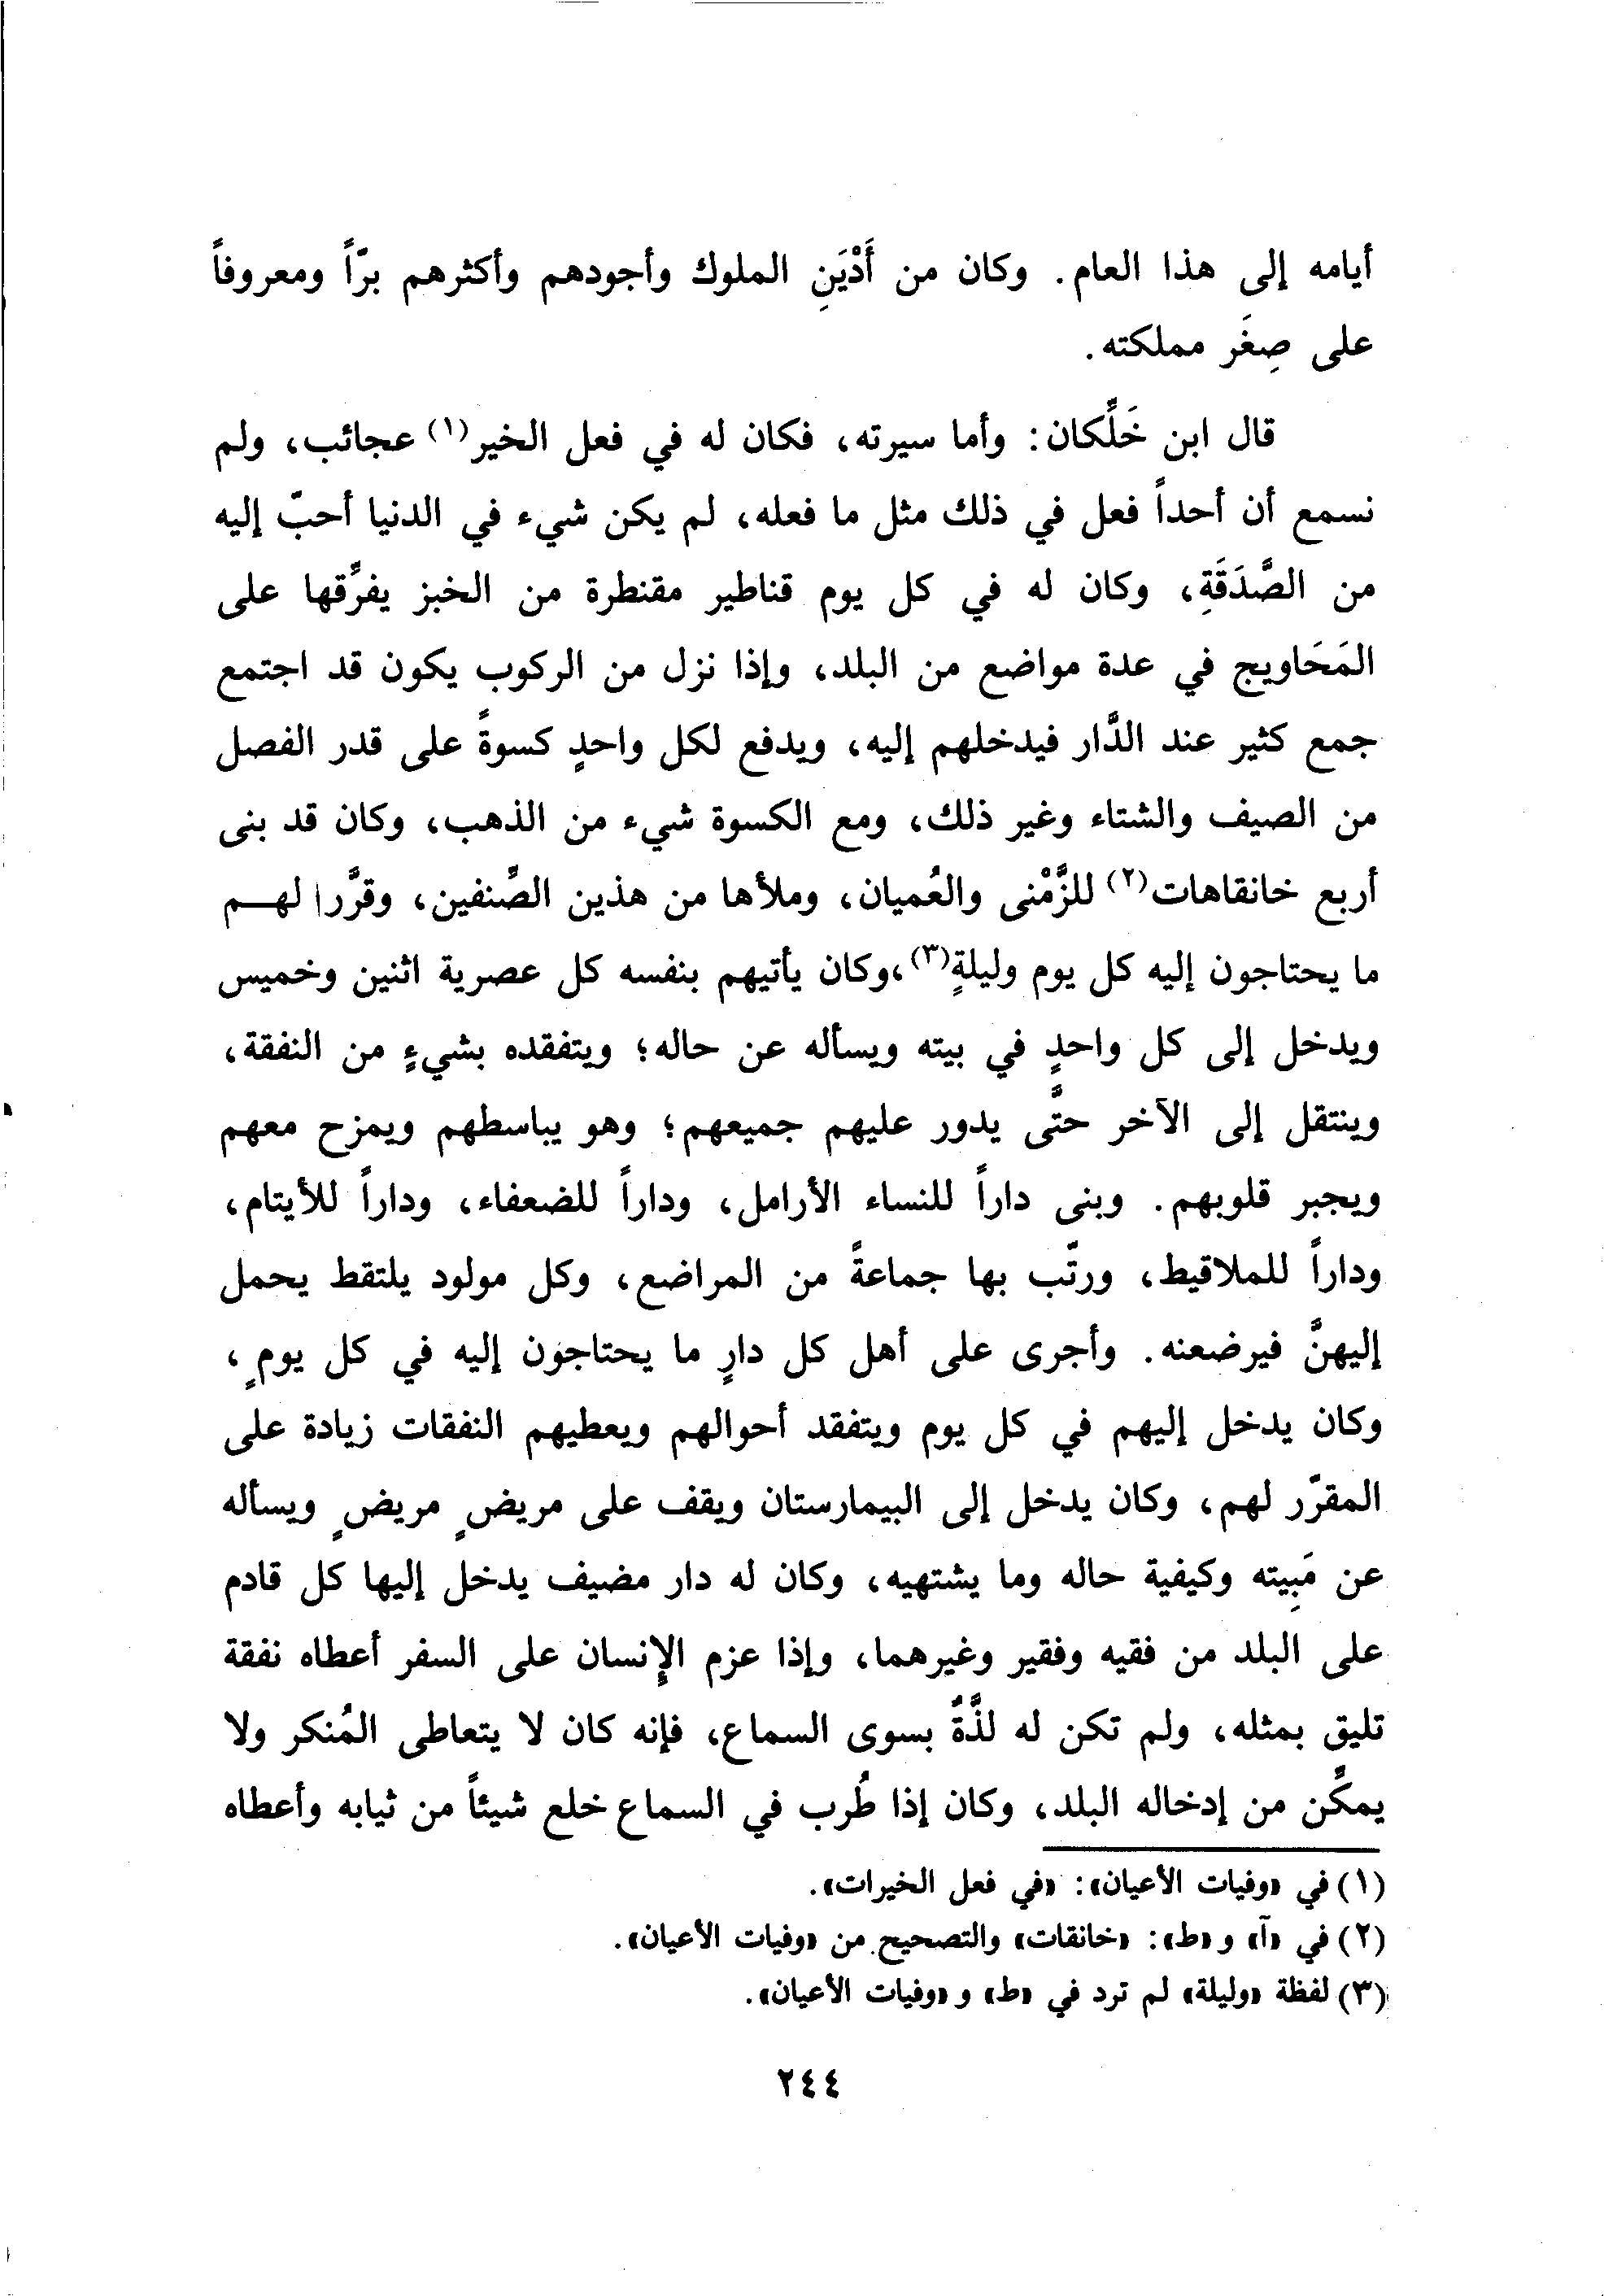 أيامه إلى هذا العام. وكان من أَدْيَنِ الملوك وأجودهم وأكثرهم برّاً ومعروفاً
على صِغَر مملكته.
قال ابن خَلِّكان: وأما سيرته، فكان له في فعل الخير(١) عجائب، ولم
نسمع أن أحداً فعل في ذلك مثل ما فعله، لم يكن شيء في الدنيا أحبّ إليه
من الصَّدَقَةِ، وكان له في كل يوم قناطير مقنطرة من الخبز يفرِّقها على
المَحَاويج في عدة مواضع من البلد، وإذا نزل من الركوب يكون قد اجتمع
جمع كثير عند الدَّار فيدخلهم إليه، ويدفع لكل واحدٍ كسوةً على قدر الفصل
من الصيف والشتاء وغير ذلك، ومع الكسوة شيء من الذهب، وكان قد بنى
أربع خانقاهات(٢) للزَّمْنى والعُميان، وملأها من هذين الصِّنفين، وقرَّر لهـم
ما يحتاجون إليه كل يوم وليلةٍ(٣)، وكان يأتيهم بنفسه كل عصرية اثنين وخميس
ويدخل إلى كل واحدٍ في بيته ويسأله عن حاله؛ ويتفقده بشيءٍ من النفقة،
وينتقل إلى الآخر حتَّى يدور عليهم جميعهم؛ وهو يباسطهم ويمزح معهم
ويجبر قلوبهم. وبنى داراً للنساء الأرامل، وداراً للضعفاء، وداراً للأيتام،
وداراً للملاقيط، ورتّب بها جماعةً من المراضع، وكل مولود يلتقط يحمل
إليهنَّ فيرضعنه. وأجرى على أهل كل دارٍ ما يحتاجون إليه في كل يومٍ،
وكان يدخل إليهم في كل يوم ويتفقد أحوالهم ويعطيهم النفقات زيادة على
المقرّر لهم، وكان يدخل إلى البيمارستان ويقف على مريضٍ مريضٍ ويسأله
عن مَبِيته وكيفية حاله وما يشتهيه، وكان له دار مضيف يدخل إليها كل قادم
على البلد من فقيه وفقير وغيرهما، وإذا عزم الإنسان على السفر أعطاه نفقة
تليق بمثله، ولم تكن له لذَّةٌ بسوى السماع، فإنه كان لا يتعاطى المُنكر ولا
يمكِّن من إدخاله البلد، وكان إذا طُرب في السماع خلع شيئاً من ثيابه وأعطاه
(١) في «وفيات الأعيان»: «في فعل الخيرات».
(٢) في «آ» و«ط»: «خانقات» والتصحيح من «وفيات الأعيان».
(٣) لفظة «وليلة» لم ترد في «ط» و«وفيات الأعيان».
٢٤٤